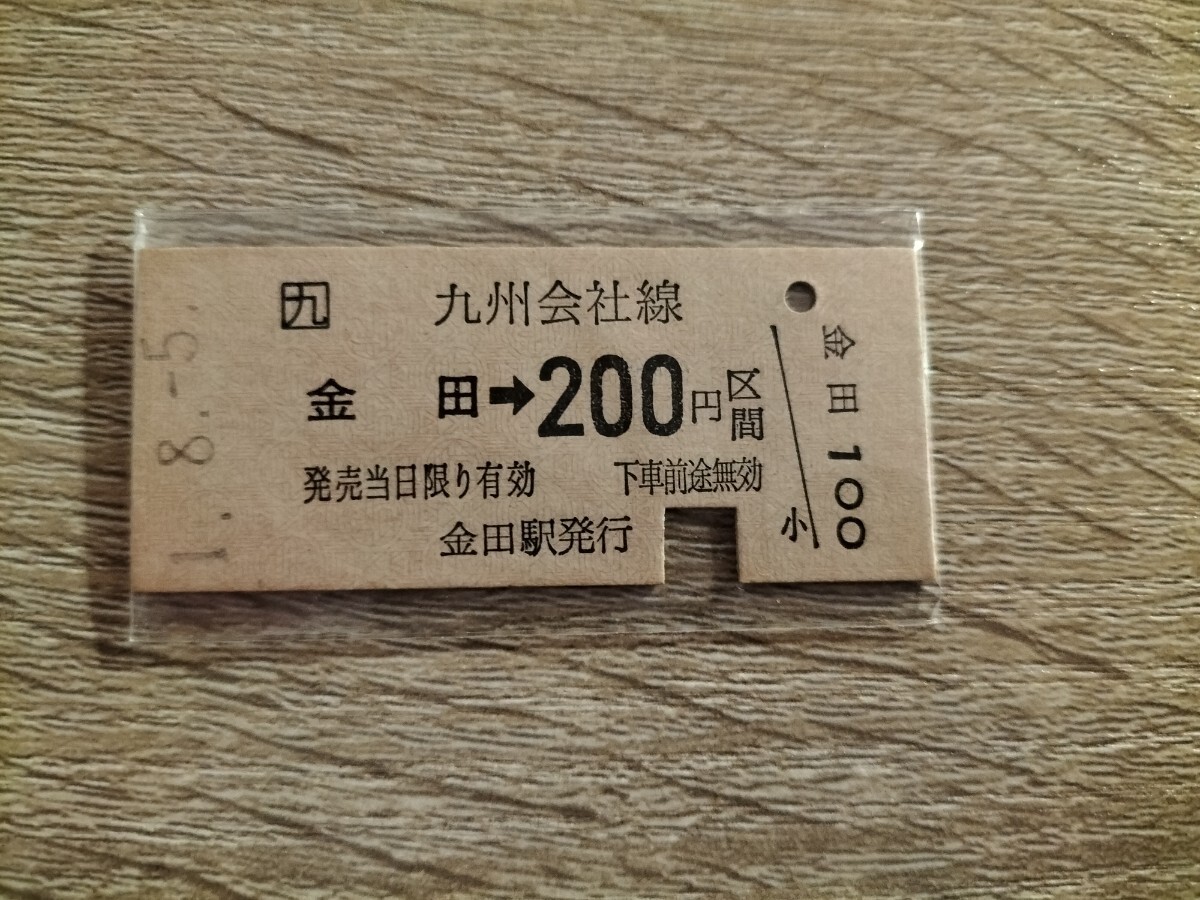 1.-8.-5.
九 九州会社線
金田➡200円区間
発売当日限り有効 下車前途無効
金田駅発行
小
金田100